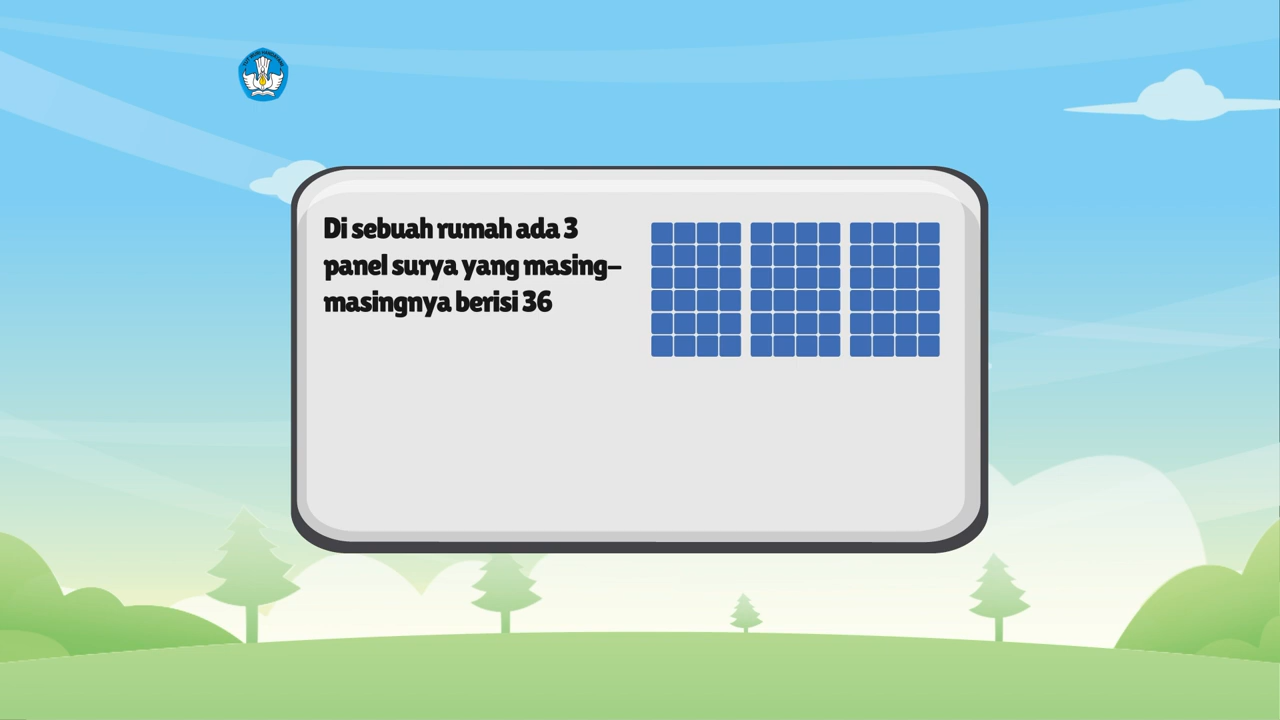 Di sebuah rumah ada 3
panel surya yang masing-
masingnya berisi 36